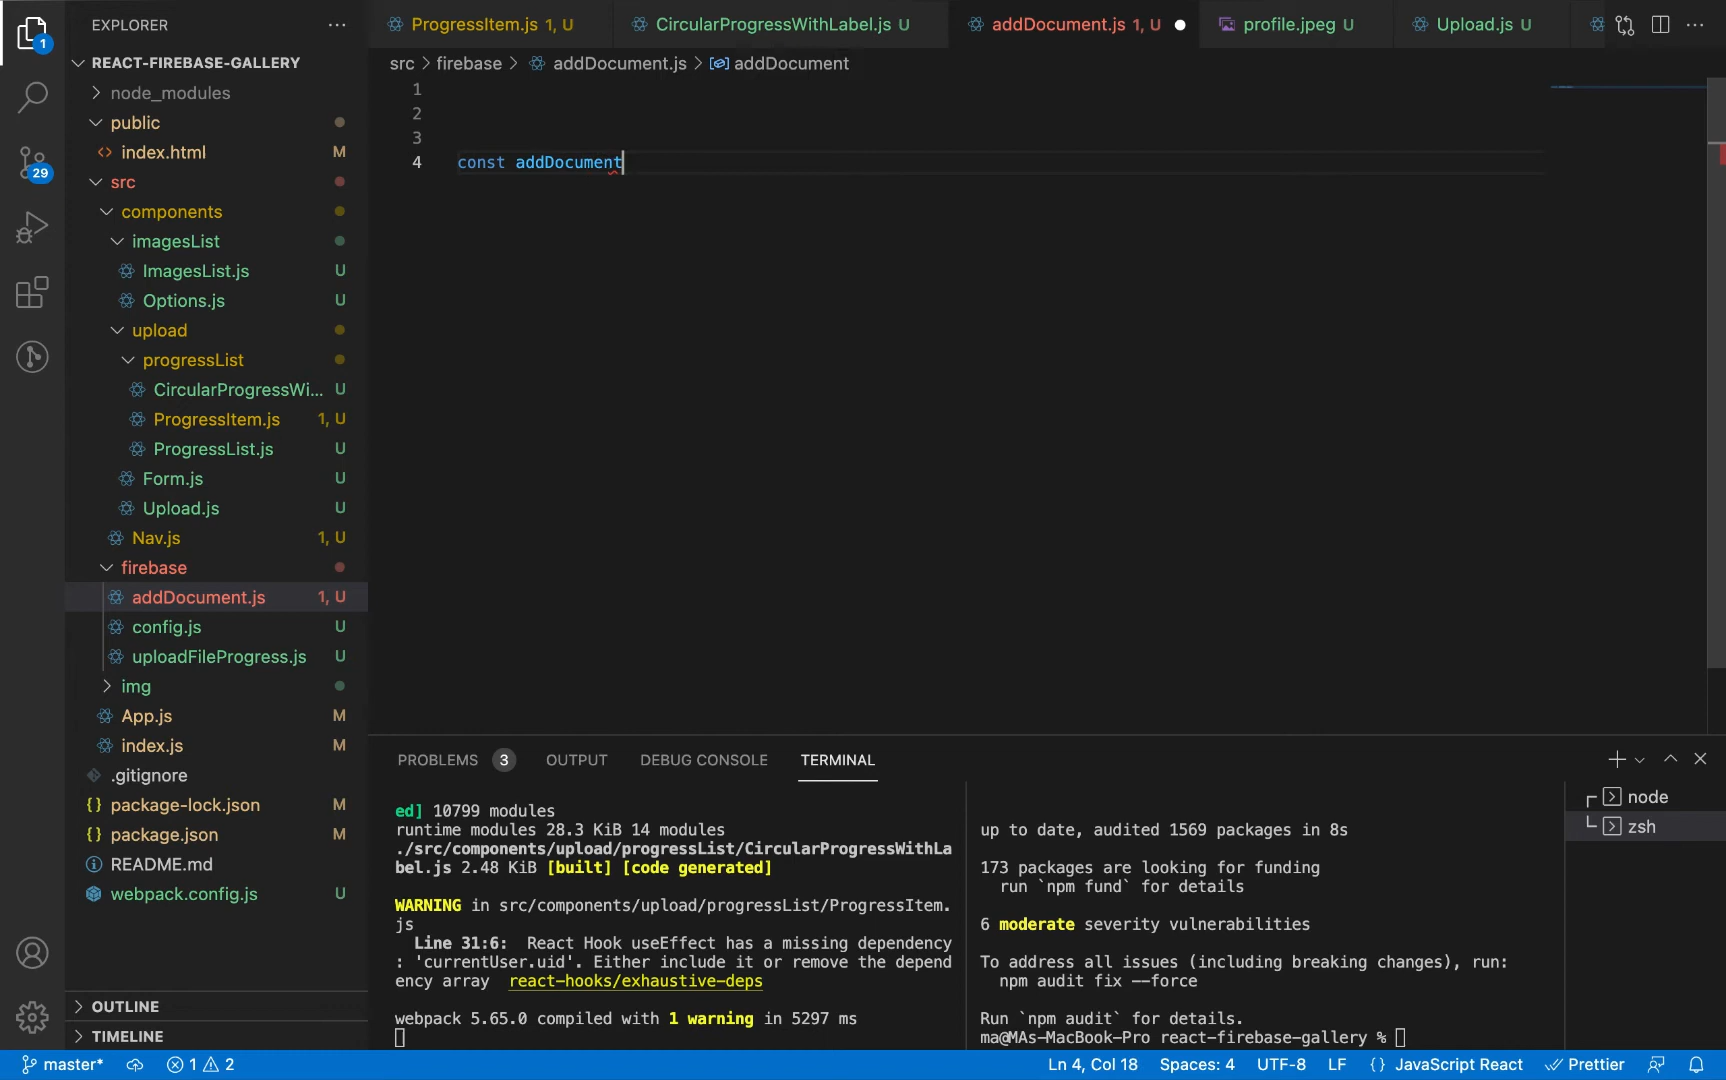 EXPLORER
REACT-FIREBASE-GALLERY
node_modules
public
index.html M
src
components
imagesList
ImagesList.js U
Options.js U
upload
progressList
CircularProgressWi... U
ProgressItem.js 1, U
ProgressList.js U
Form.js U
Upload.js U
Nav.js 1, U
firebase
addDocument.js 1, U
config.js U
uploadFileProgress.js U
img
App.js M
index.js M
.gitignore
package-lock.json M
package.json M
README.md
webpack.config.js U
OUTLINE
TIMELINE
1
29
ProgressItem.js 1, U
CircularProgressWithLabel.js U
addDocument.js 1, U
profile.jpeg U
Upload.js U
src > firebase > addDocument.js > addDocument
1
2
3
4 const addDocument
PROBLEMS 3 OUTPUT DEBUG CONSOLE TERMINAL
ed] 10799 modules
runtime modules 28.3 KiB 14 modules
./src/components/upload/progressList/CircularProgressWithLa
bel.js 2.48 KiB [built] [code generated]
WARNING in src/components/upload/progressList/ProgressItem.
js
Line 31:6: React Hook useEffect has a missing dependency
: 'currentUser.uid'. Either include it or remove the depend
ency array react-hooks/exhaustive-deps
webpack 5.65.0 compiled with 1 warning in 5297 ms
up to date, audited 1569 packages in 8s
173 packages are looking for funding
run `npm fund` for details
6 moderate severity vulnerabilities
To address all issues (including breaking changes), run:
npm audit fix --force
Run `npm audit` for details.
ma@MAs-MacBook-Pro react-firebase-gallery %
node
zsh
master* 1 2
Ln 4, Col 18 Spaces: 4 UTF-8 LF {} JavaScript React Prettier